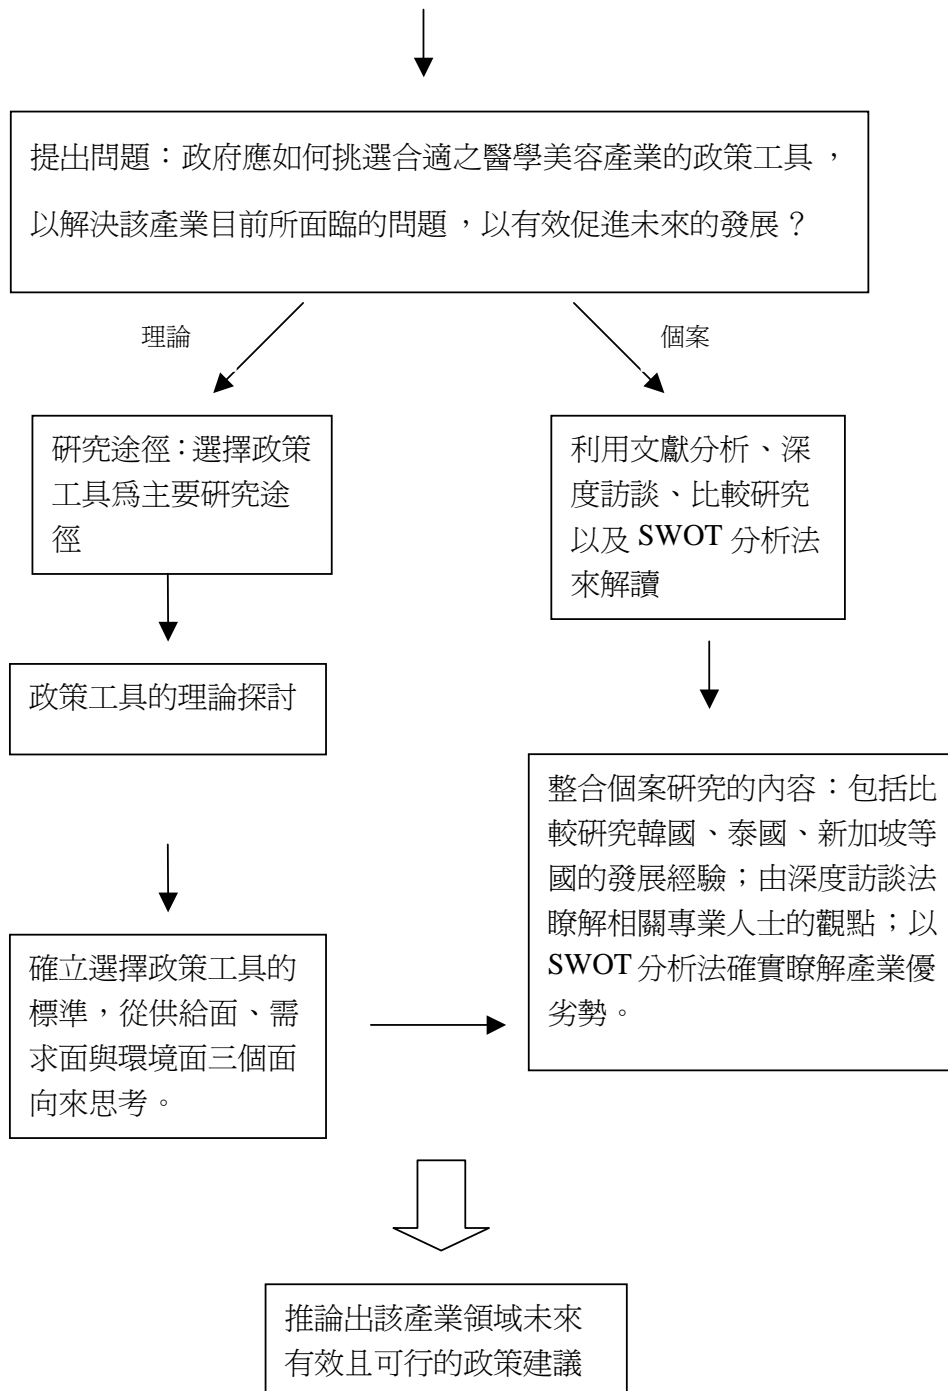 提出問題：政府應如何挑選合適之醫學美容產業的政策工具，
以解決該產業目前所面臨的問題，以有效促進未來的發展？
理論
個案
研究途徑：選擇政策
工具為主要研究途
徑
利用文獻分析、深
度訪談、比較研究
以及 SWOT 分析法
來解讀
政策工具的理論探討
整合個案研究的內容：包括比
較研究韓國、泰國、新加坡等
國的發展經驗；由深度訪談法
瞭解相關專業人士的觀點；以
SWOT 分析法確實瞭解產業優
劣勢。
確立選擇政策工具的
標準，從供給面、需
求面與環境面三個面
向來思考。
推論出該產業領域未來
有效且可行的政策建議